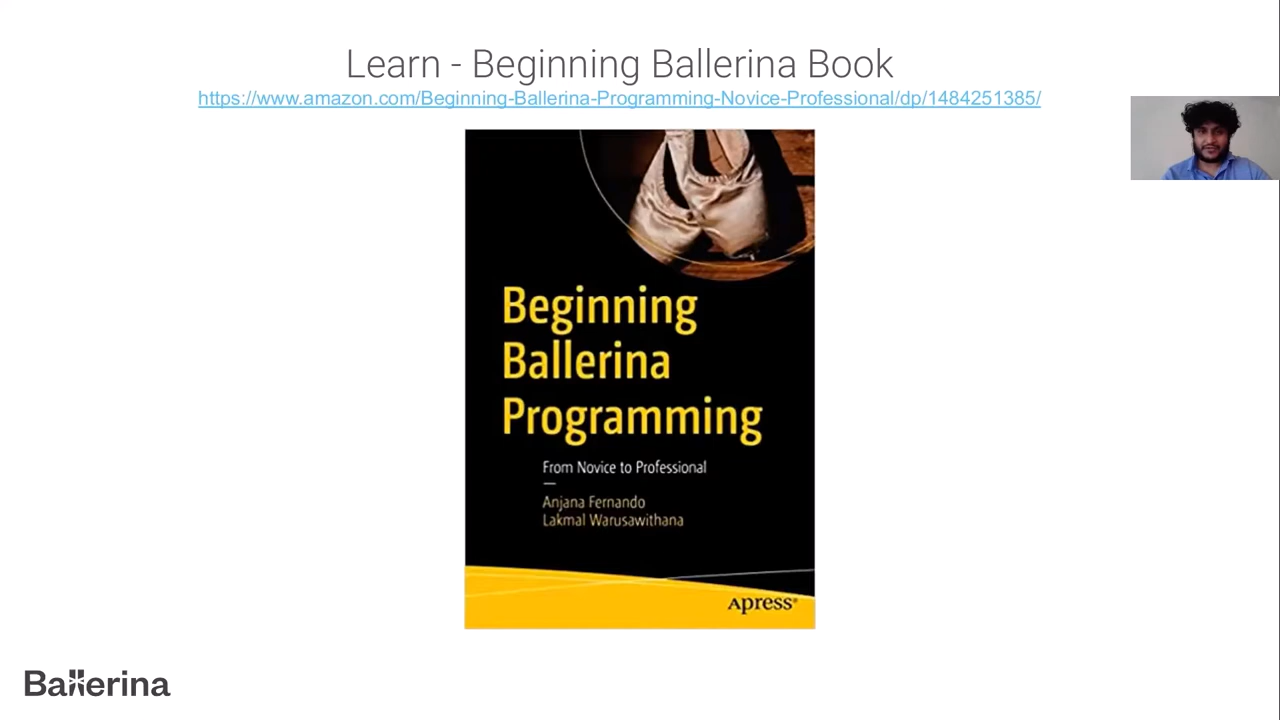 Learn - Beginning Ballerina Book
https://www.amazon.com/Beginning-Ballerina-Programming-Novice-Professional/dp/1484251385/
Beginning
Ballerina
Programming
From Novice to Professional
Anjana Fernando
Lakmal Warusawithana
Apress®
Ballerina